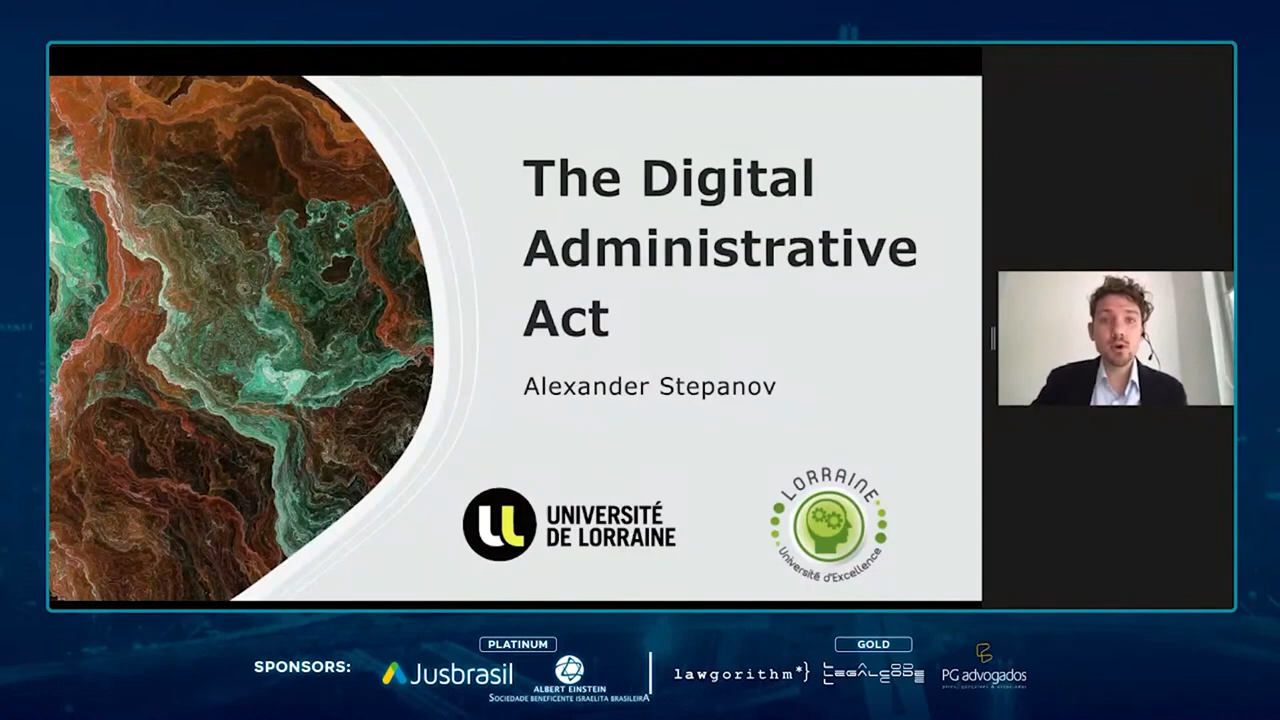 The Digital
Administrative
Act
Alexander Stepanov
UNIVERSITÉ
DE LORRAINE
LORRAINE
Université d'Excellence
PLATINUM
GOLD
SPONSORS:
Jusbrasil
ALBERT EINSTEIN
SOCIEDADE BENEFICENTE ISRAELITA BRASILEIRA
lawgorithm*}
LEGALCODE
PG advogados